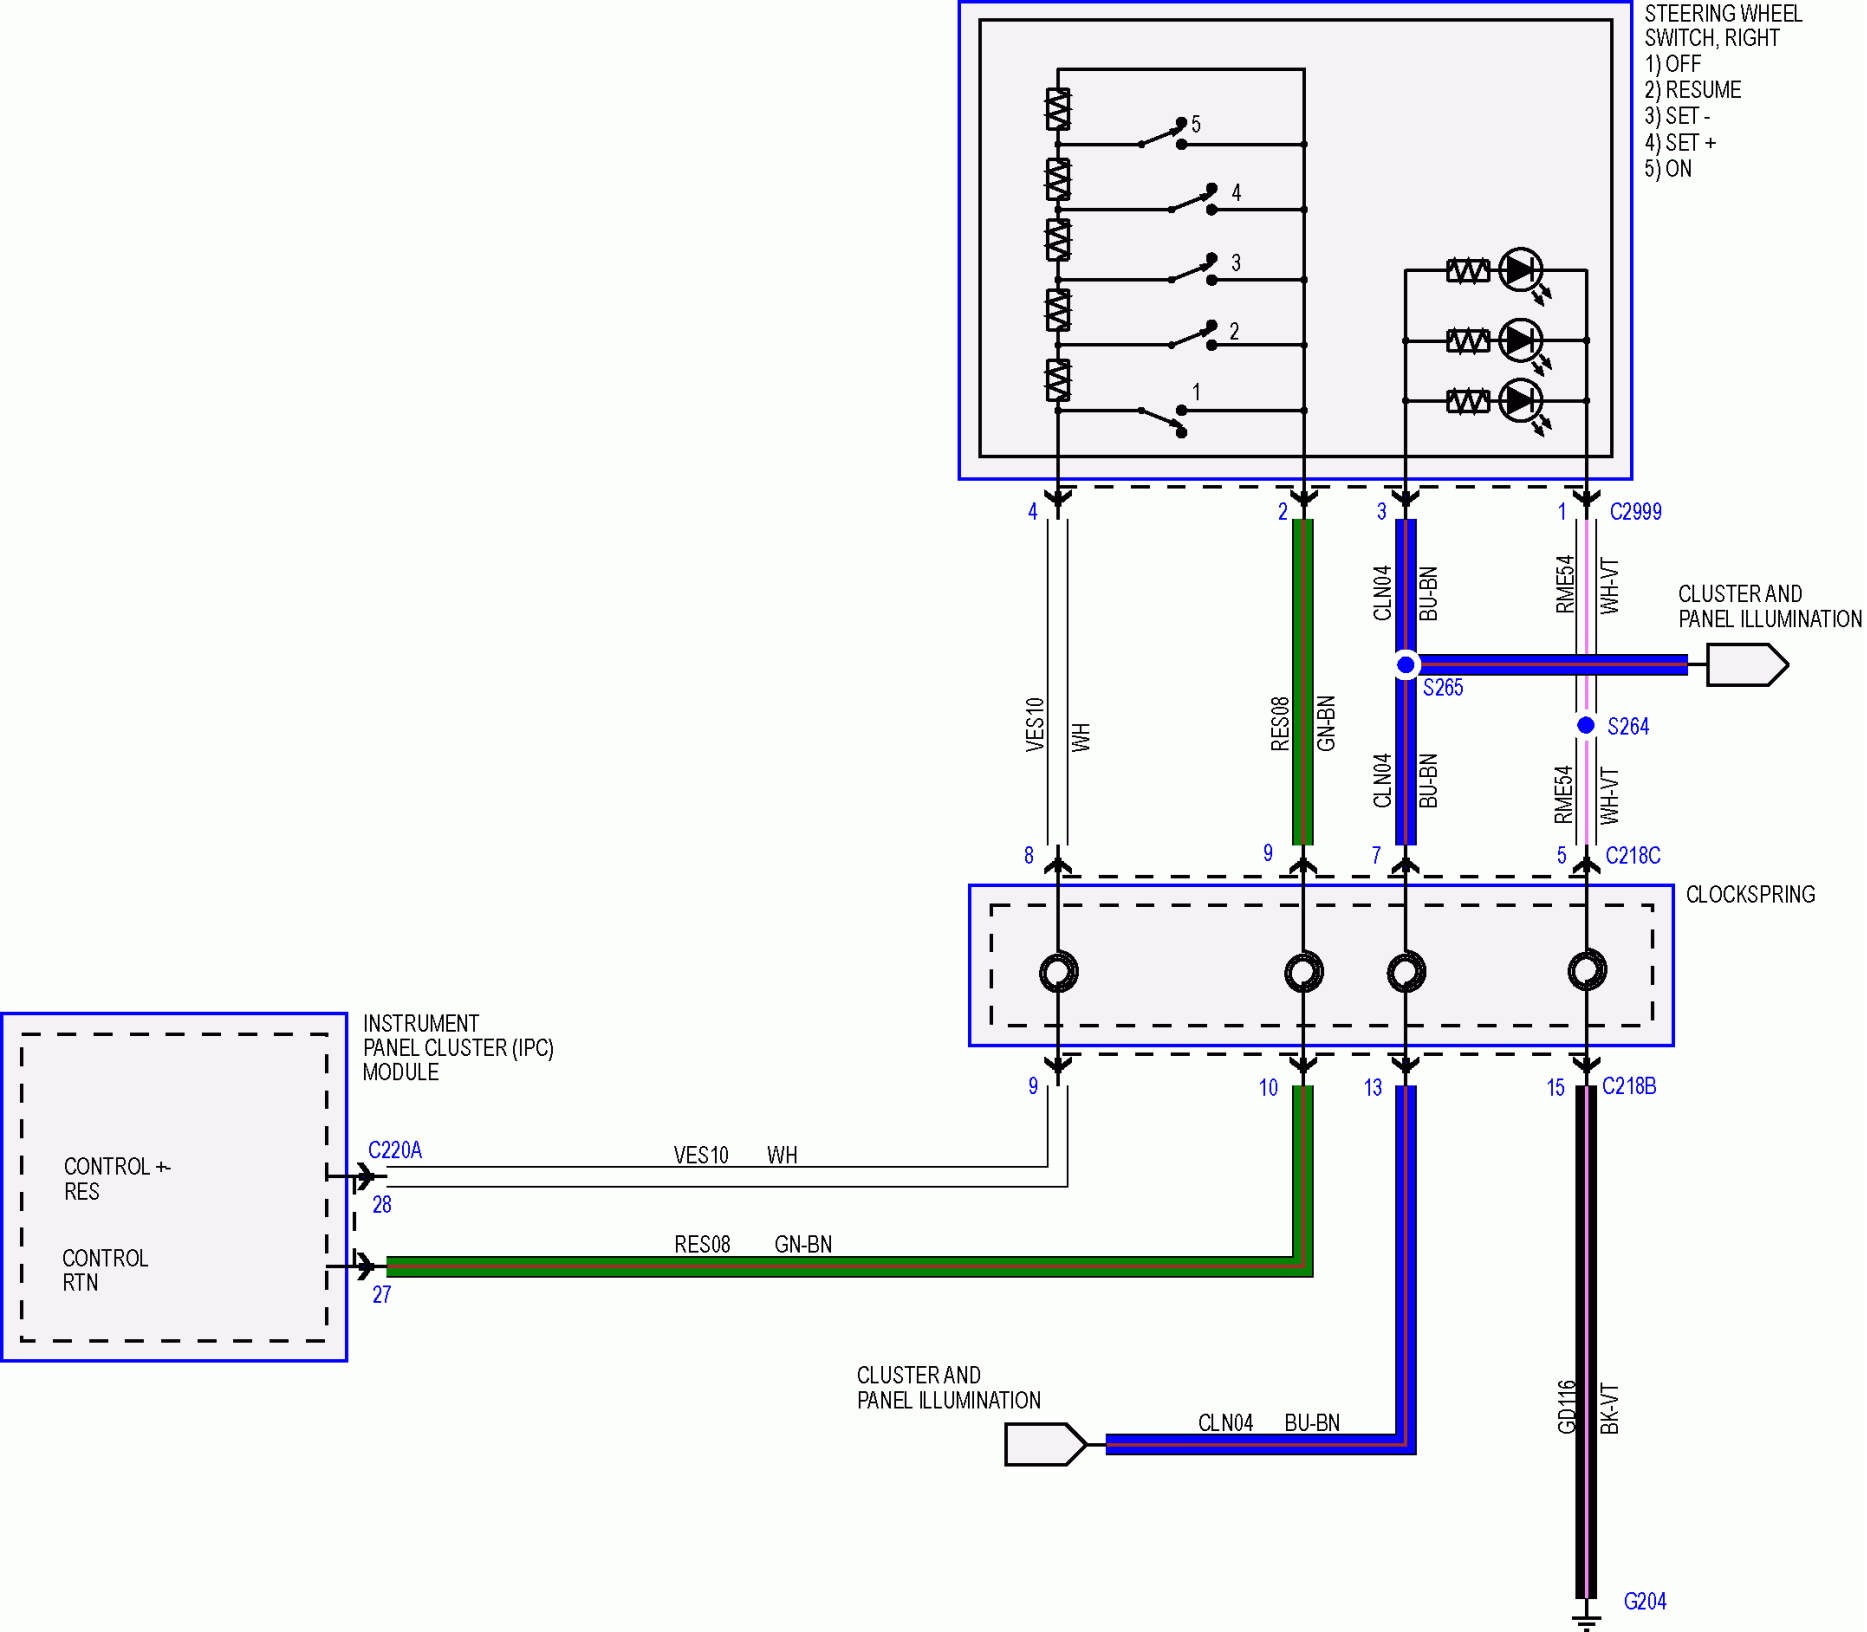 STEERING WHEEL
SWITCH, RIGHT
1) OFF
2) RESUME
3) SET -
4) SET +
5) ON
5
4
3
2
1
4
2
3
1
C2999
CLN04
BU-BN
RME54
WH-VT
CLUSTER AND
PANEL ILLUMINATION
S265
S264
VES10
WH
RES08
GN-BN
CLN04
BU-BN
RME54
WH-VT
8
9
7
5
C218C
CLOCKSPRING
INSTRUMENT
PANEL CLUSTER (IPC)
MODULE
9
10
13
15
C218B
C220A
CONTROL +-
RES
28
VES10 WH
CONTROL
RTN
27
RES08 GN-BN
CLUSTER AND
PANEL ILLUMINATION
CLN04 BU-BN
GD116
BK-VT
G204